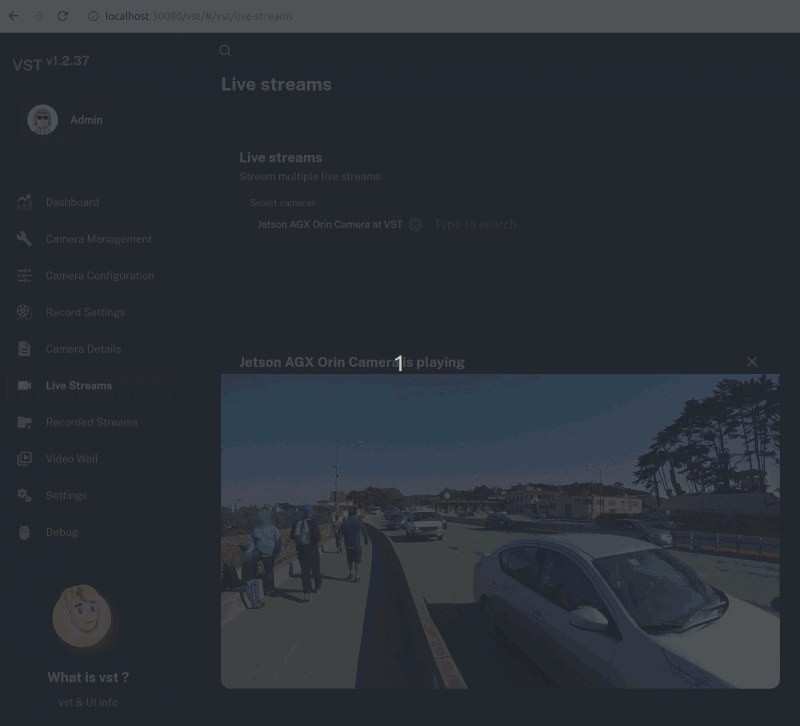 localhost:30080/vst/#/vst/live-streams
VST v1.2.37
Admin
Dashboard
Camera Management
Camera Configuration
Record Settings
Camera Details
Live Streams
Recorded Streams
Video Wall
Settings
Debug
What is vst ?
vst & UI info
Live streams
Live streams
Stream multiple live streams
Select cameras
Jetson AGX Orin Camera at VST
Type to search
Jetson AGX Orin Camera is playing
1